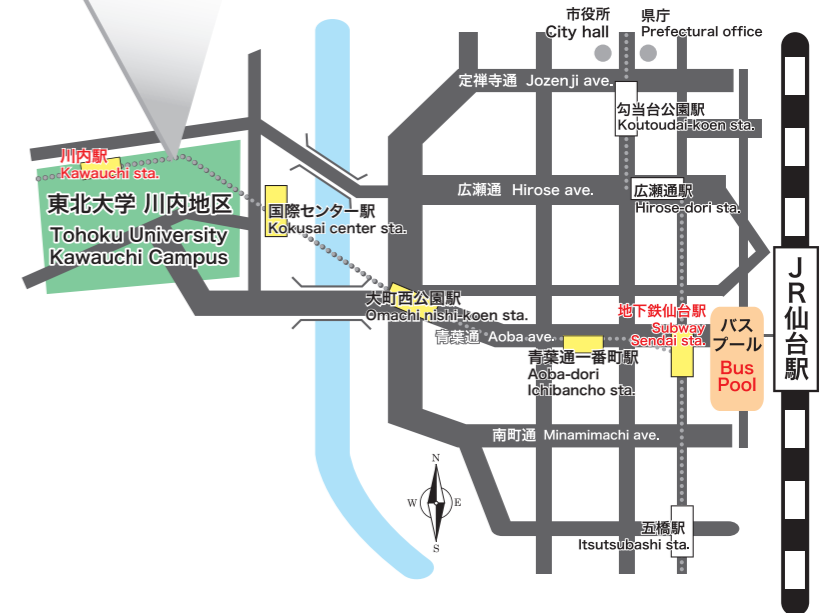 市役所
City hall
県庁
Prefectural office
定禅寺通 Jozenji ave.
勾当台公園駅
Koutoudai-koen sta.
川内駅
Kawauchi sta.
広瀬通 Hirose ave.
広瀬通駅
Hirose-dori sta.
東北大学 川内地区
Tohoku University
Kawauchi Campus
国際センター駅
Kokusai center sta.
大町西公園駅
Omachi nishi-koen sta.
地下鉄仙台駅
Subway
Sendai sta.
青葉通 Aoba ave.
青葉通一番町駅
Aoba-dori
Ichibancho sta.
バス
プール
Bus
Pool
JR仙台駅
南町通 Minamimachi ave.
N
W
E
S
五橋駅
Itsutsubashi sta.